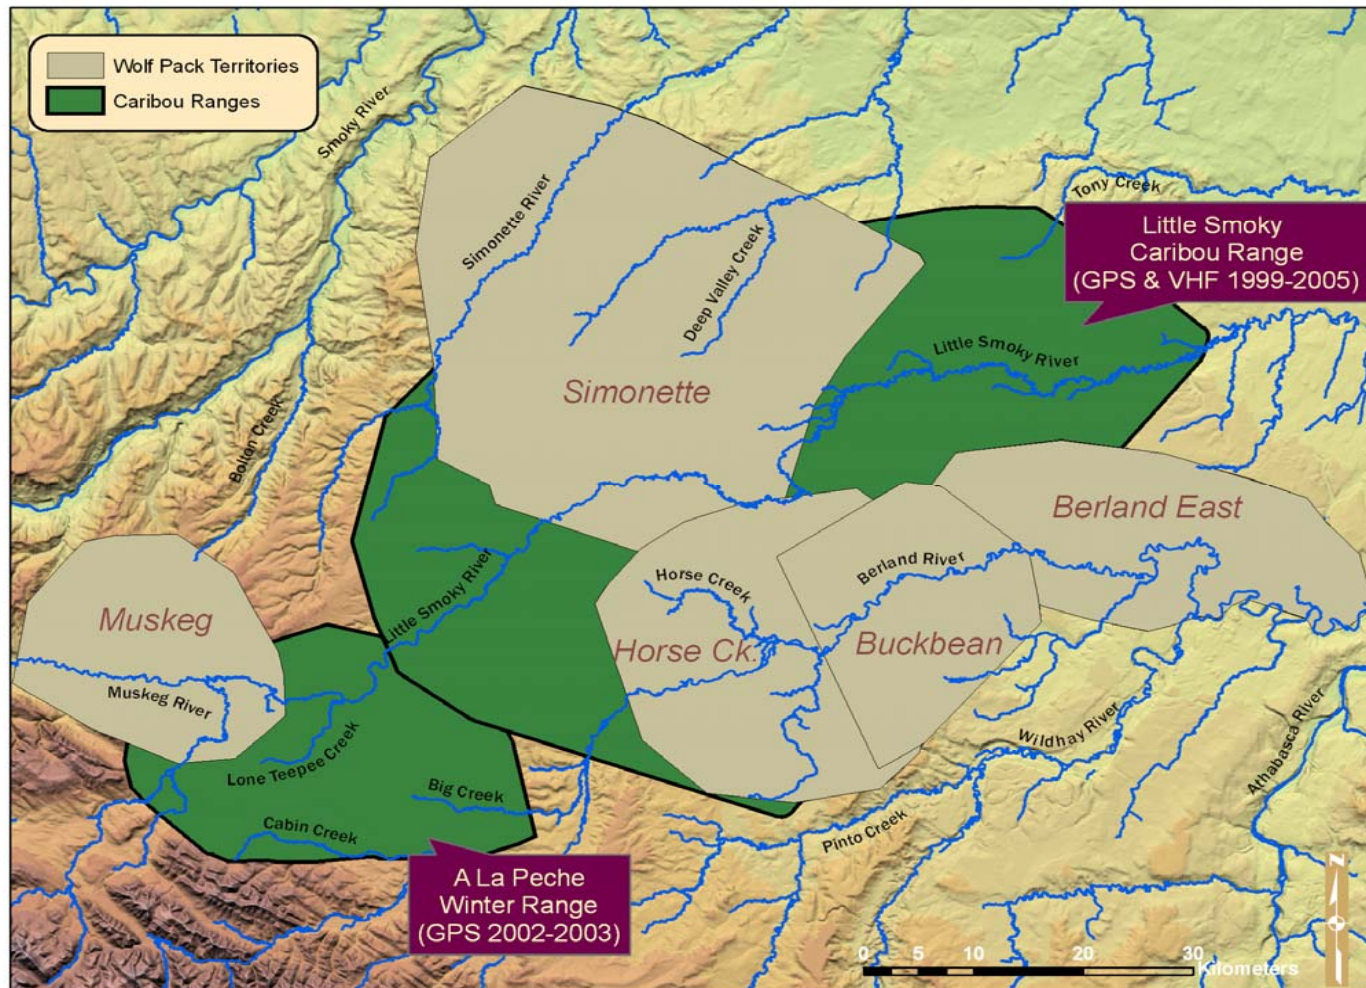 Wolf Pack Territories
Caribou Ranges
Smoky River
Simonette River
Tony Creek
Little Smoky
Caribou Range
(GPS & VHF 1999-2005)
Deep Valley Creek
Little Smoky River
Simonette
Bolton Creek
Berland East
Berland River
Horse Creek
Muskeg
Little Smoky River
Horse Ck.
Buckbean
Muskeg River
Lone Teepee Creek
Wildhay River
Athabasca River
Big Creek
Cabin Creek
Pinto Creek
A La Peche
Winter Range
(GPS 2002-2003)
N
0 5 10 20 30
Kilometers